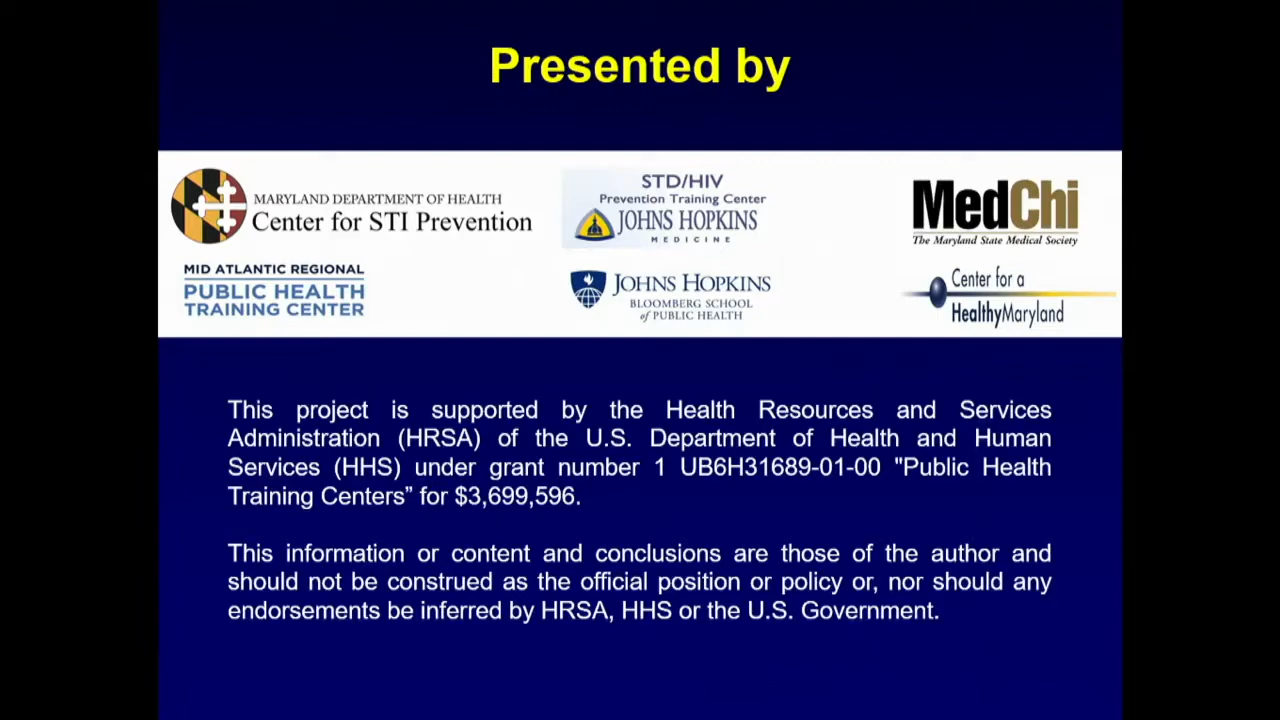 Presented by
MARYLAND DEPARTMENT OF HEALTH
Center for STI Prevention
STD/HIV
Prevention Training Center
JOHNS HOPKINS
MEDICINE
MedChi
The Maryland State Medical Society
MID ATLANTIC REGIONAL
PUBLIC HEALTH
TRAINING CENTER
JOHNS HOPKINS
BLOOMBERG SCHOOL
of PUBLIC HEALTH
Center for a
HealthyMaryland
This project is supported by the Health Resources and Services
Administration (HRSA) of the U.S. Department of Health and Human
Services (HHS) under grant number 1 UB6H31689-01-00 "Public Health
Training Centers” for $3,699,596.
This information or content and conclusions are those of the author and
should not be construed as the official position or policy or, nor should any
endorsements be inferred by HRSA, HHS or the U.S. Government.